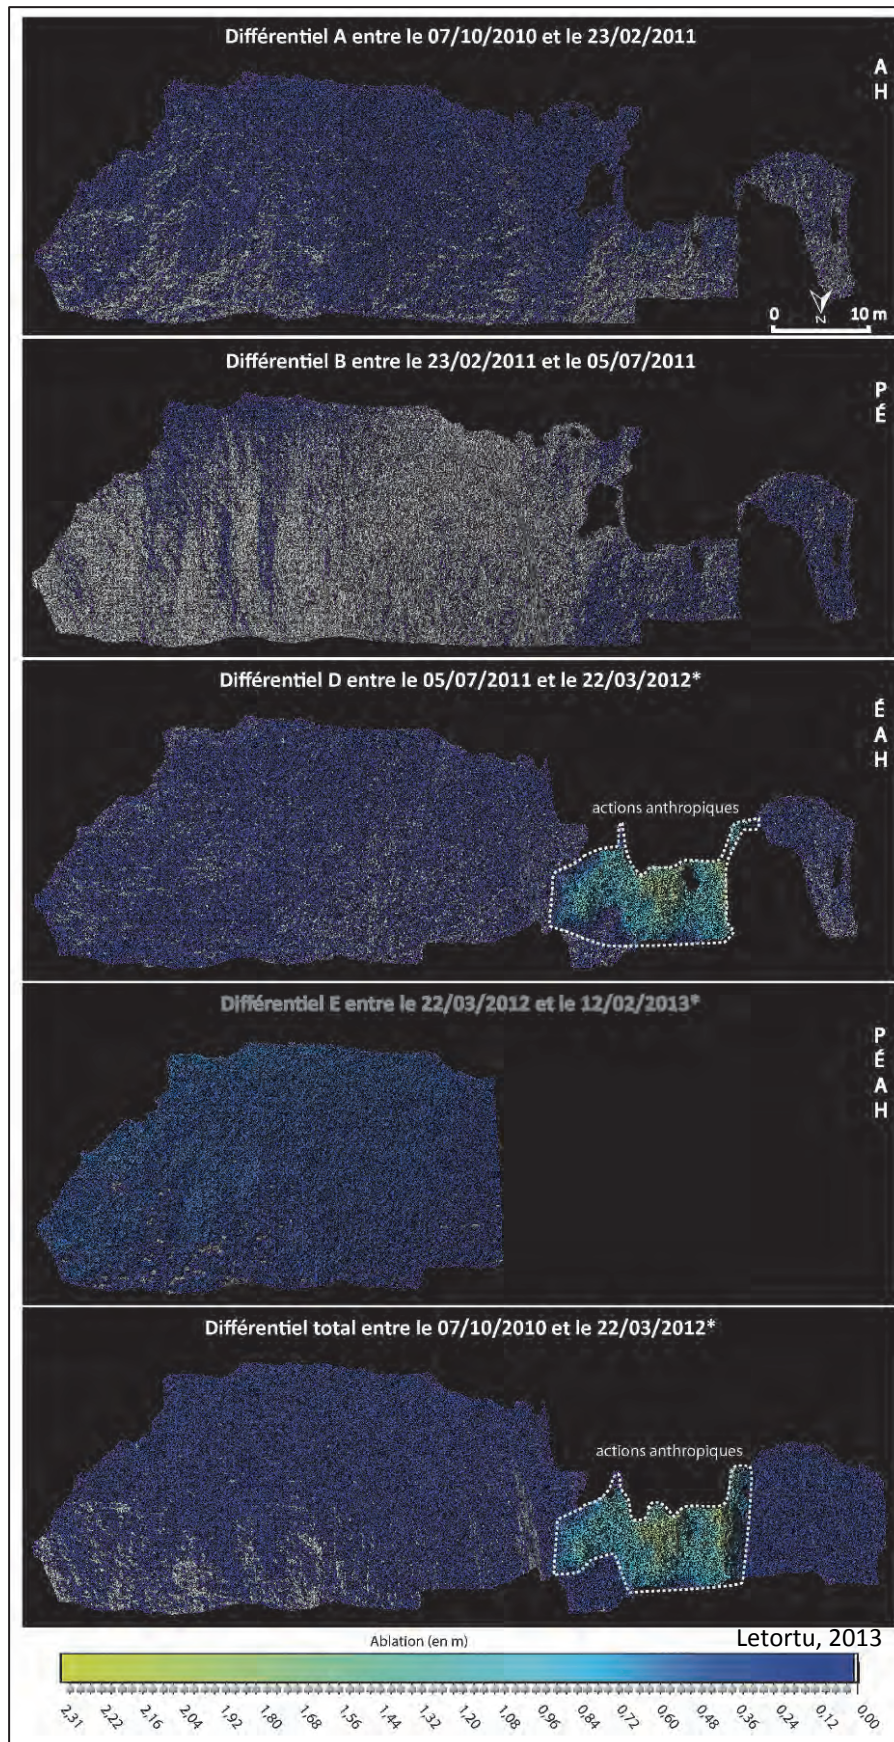 Différentiel A entre le 07/10/2010 et le 23/02/2011
A
H
0 10 m
N
Différentiel B entre le 23/02/2011 et le 05/07/2011
P
É
Différentiel D entre le 05/07/2011 et le 22/03/2012*
É
A
H
actions anthropiques
Différentiel E entre le 22/03/2012 et le 12/02/2013*
P
É
A
H
Différentiel total entre le 07/10/2010 et le 22/03/2012*
actions anthropiques
Ablation (en m)
Letortu, 2013
2,31 2,22 2,16 2,04 1,92 1,80 1,68 1,56 1,44 1,32 1,20 1,08 0,96 0,84 0,72 0,60 0,48 0,36 0,24 0,12 0,00